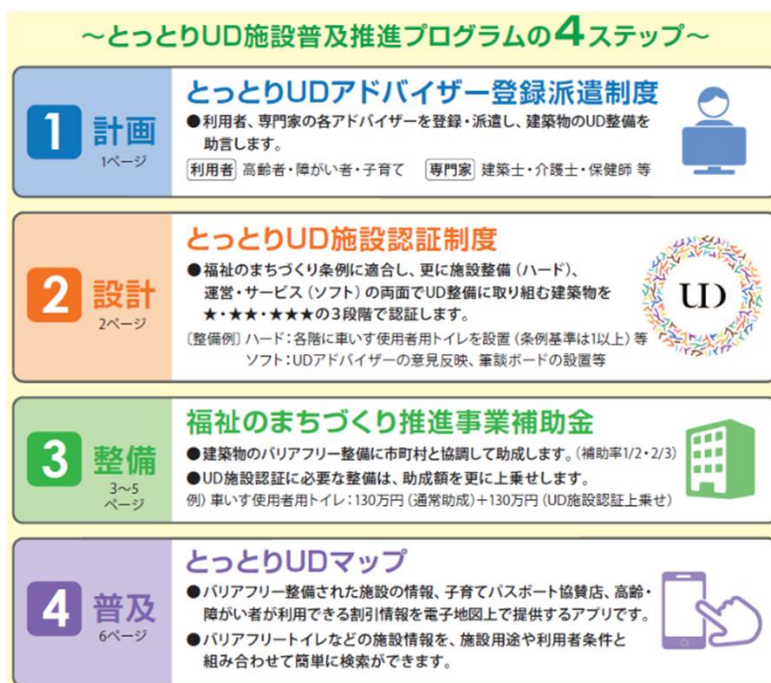 ～とっとりUD施設普及推進プログラムの4ステップ～
1 計画
1ページ
とっとりUDアドバイザー登録派遣制度
●利用者、専門家の各アドバイザーを登録・派遣し、建築物のUD整備を
助言します。
利用者 高齢者・障がい者・子育て 専門家 建築士・介護士・保健師 等
2 設計
2ページ
とっとりUD施設認証制度
●福祉のまちづくり条例に適合し、更に施設整備（ハード）、
運営・サービス（ソフト）の両面でUD整備に取り組む建築物を
★・★★・★★★の3段階で認証します。
〔整備例〕ハード：各階に車いす使用者用トイレを設置（条例基準は1以上）等
ソフト：UDアドバイザーの意見反映、筆談ボードの設置等
UD
3 整備
3～5
ページ
福祉のまちづくり推進事業補助金
●建築物のバリアフリー整備に市町村と協調して助成します。（補助率1/2・2/3）
●UD施設認証に必要な整備は、助成額を更に上乗せします。
例）車いす使用者用トイレ：130万円（通常助成）＋130万円（UD施設認証上乗せ）
4 普及
6ページ
とっとりUDマップ
●バリアフリー整備された施設の情報、子育てパスポート協賛店、高齢・
障がい者が利用できる割引情報を電子地図上で提供するアプリです。
●バリアフリートイレなどの施設情報を、施設用途や利用者条件と
組み合わせて簡単に検索ができます。